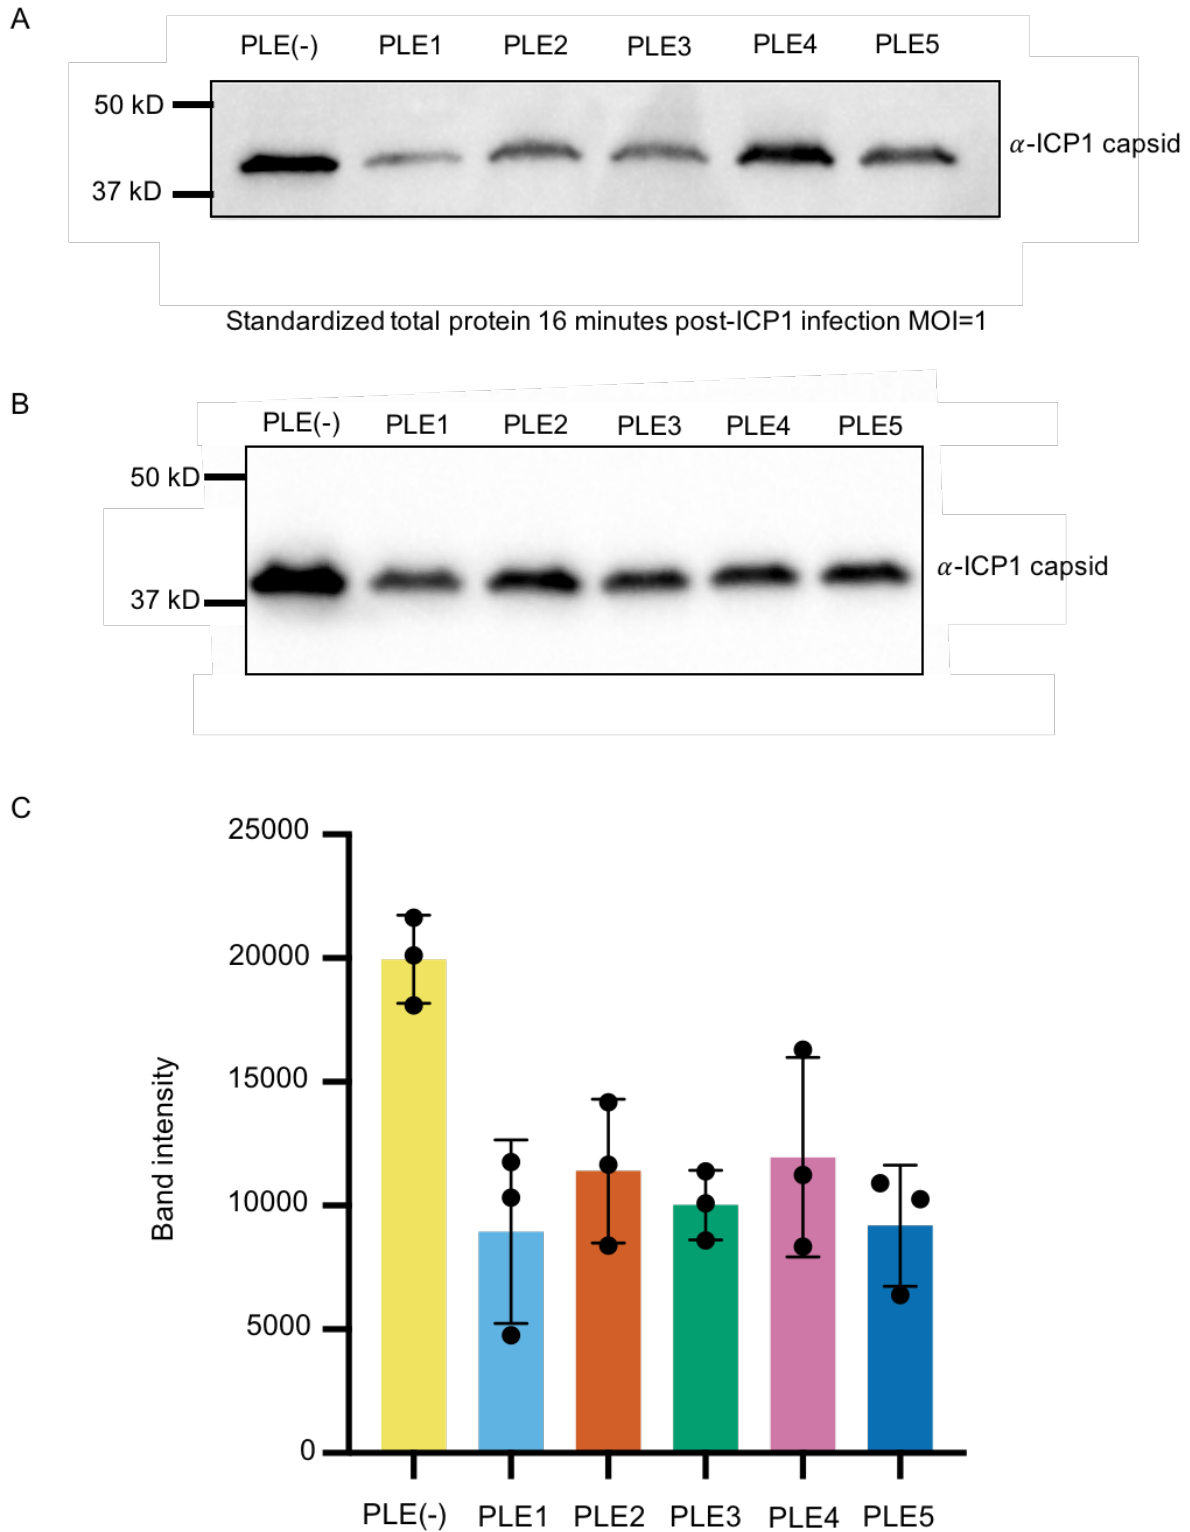 A
PLE(-) PLE1 PLE2 PLE3 PLE4 PLE5
50 kD
α-ICP1 capsid
37 kD
Standardized total protein 16 minutes post-ICP1 infection MOI=1
B
PLE(-) PLE1 PLE2 PLE3 PLE4 PLE5
50 kD
α-ICP1 capsid
37 kD
C
25000
20000
15000
10000
5000
0
Band intensity
PLE(-) PLE1 PLE2 PLE3 PLE4 PLE5